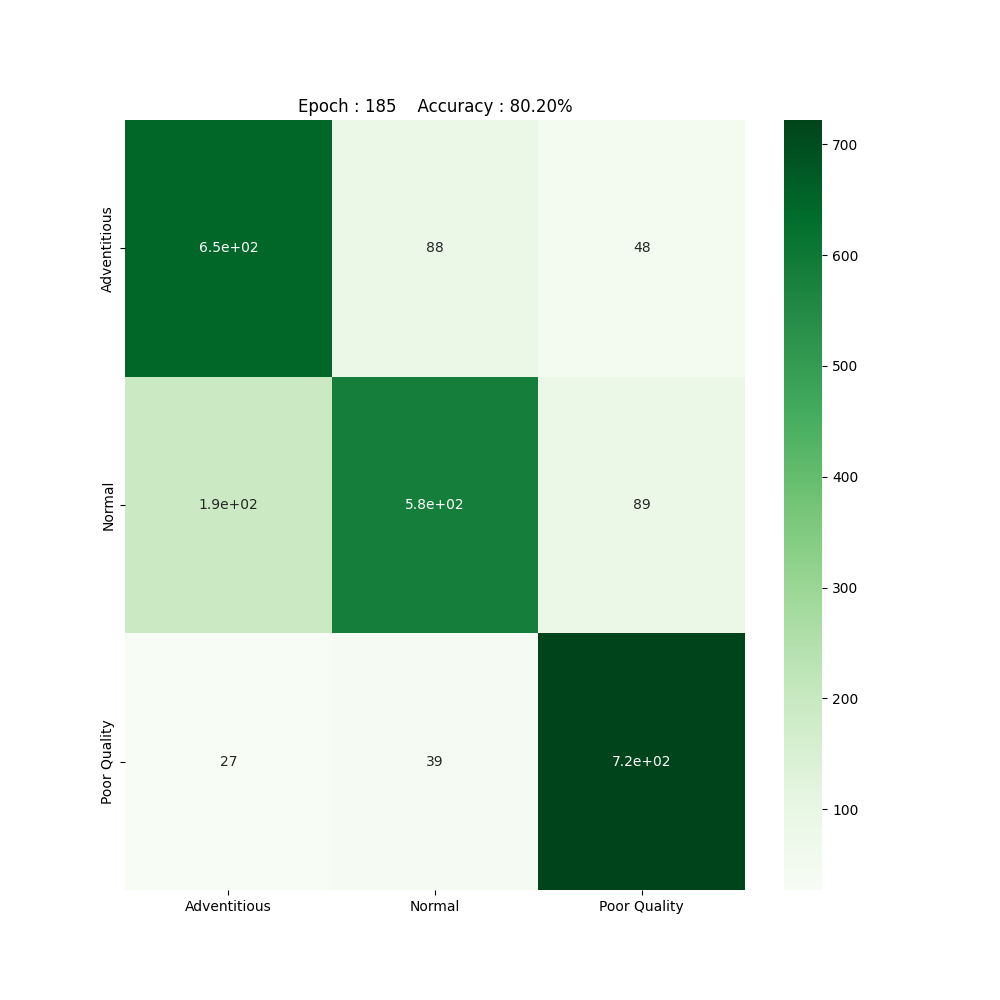 Epoch : 185    Accuracy : 80.20%
Adventitious
6.5e+02 88 48
Normal
1.9e+02 5.8e+02 89
Poor Quality
27 39 7.2e+02
Adventitious Normal Poor Quality
700
600
500
400
300
200
100